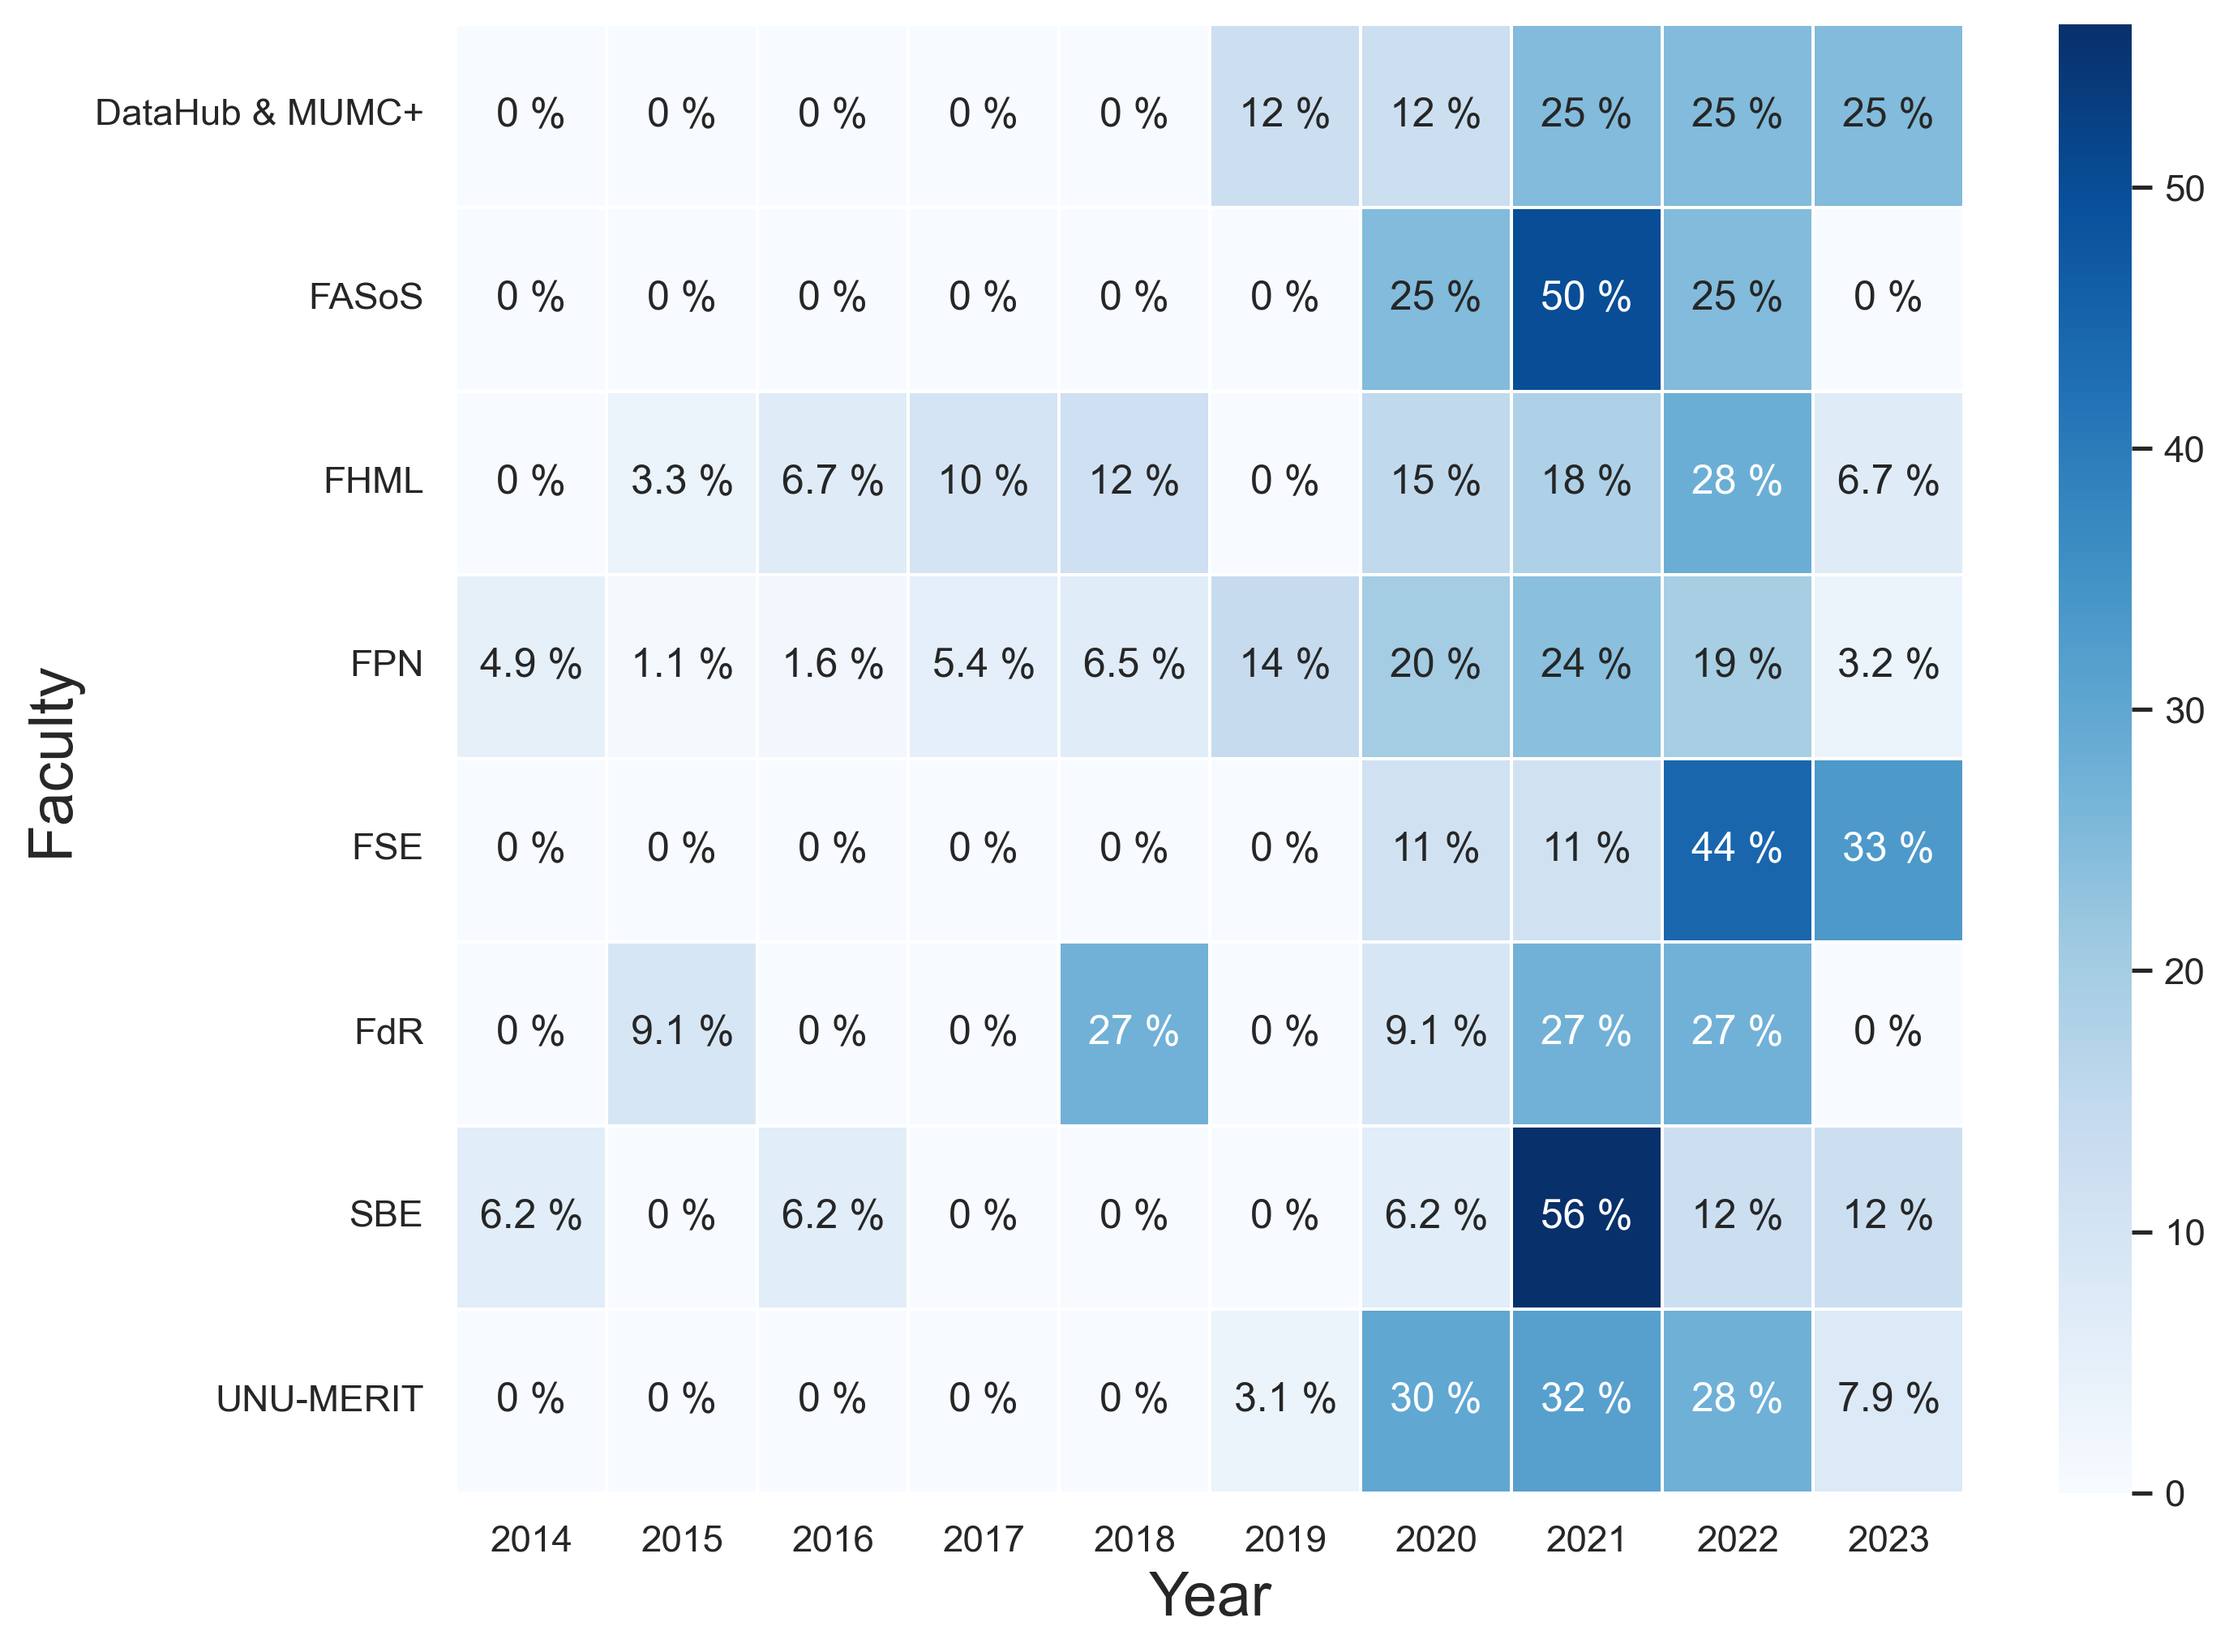 DataHub & MUMC+ 0 % 0 % 0 % 0 % 0 % 12 % 12 % 25 % 25 % 25 %
FASoS 0 % 0 % 0 % 0 % 0 % 0 % 25 % 50 % 25 % 0 %
FHML 0 % 3.3 % 6.7 % 10 % 12 % 0 % 15 % 18 % 28 % 6.7 %
FPN 4.9 % 1.1 % 1.6 % 5.4 % 6.5 % 14 % 20 % 24 % 19 % 3.2 %
FSE 0 % 0 % 0 % 0 % 0 % 0 % 11 % 11 % 44 % 33 %
FdR 0 % 9.1 % 0 % 0 % 27 % 0 % 9.1 % 27 % 27 % 0 %
SBE 6.2 % 0 % 6.2 % 0 % 0 % 0 % 6.2 % 56 % 12 % 12 %
UNU-MERIT 0 % 0 % 0 % 0 % 0 % 3.1 % 30 % 32 % 28 % 7.9 %
2014 2015 2016 2017 2018 2019 2020 2021 2022 2023
Year
Faculty
50
40
30
20
10
0